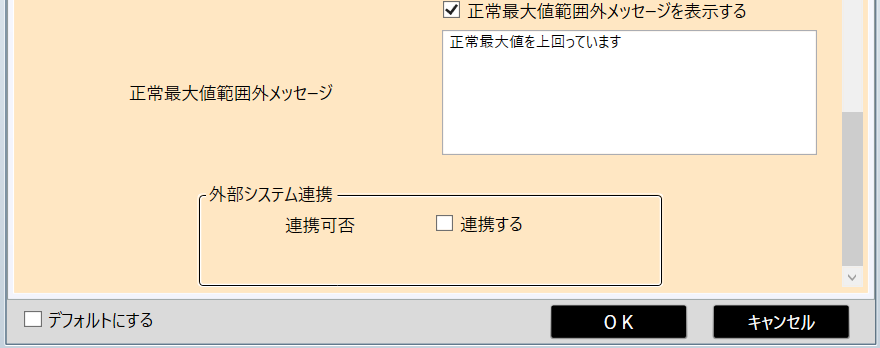 正常最大値範囲外メッセージを表示する
正常最大値を上回っています
正常最大値範囲外メッセージ
外部システム連携
連携可否 連携する
デフォルトにする OK キャンセル